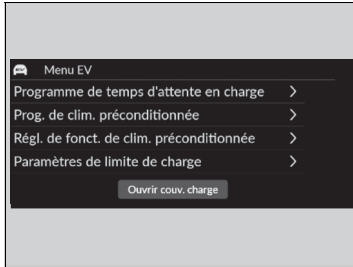 Menu EV
Programme de temps d'attente en charge
Prog. de clim. préconditionnée
Régl. de fonct. de clim. préconditionnée
Paramètres de limite de charge
Ouvrir couv. charge